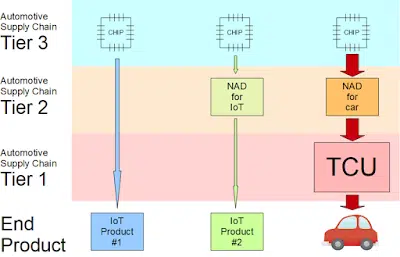 Automotive
Supply Chain
Tier 3
CHIP
CHIP
CHIP
Automotive
Supply Chain
Tier 2
NAD
for
IoT
NAD
for
car
Automotive
Supply Chain
Tier 1
TCU
End
Product
IoT
Product
#1
IoT
Product
#2